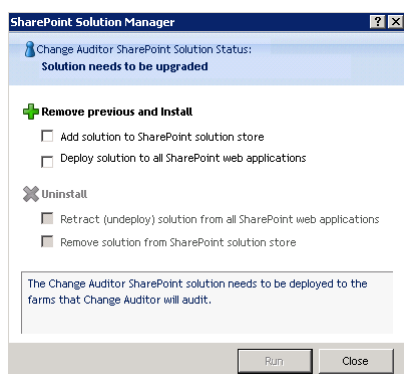 SharePoint Solution Manager
Change Auditor SharePoint Solution Status:
Solution needs to be upgraded
Remove previous and Install
Add solution to SharePoint solution store
Deploy solution to all SharePoint web applications
Uninstall
Retract (undeploy) solution from all SharePoint web applications
Remove solution from SharePoint solution store
The Change Auditor SharePoint solution needs to be deployed to the
farms that Change Auditor will audit.
Run
Close